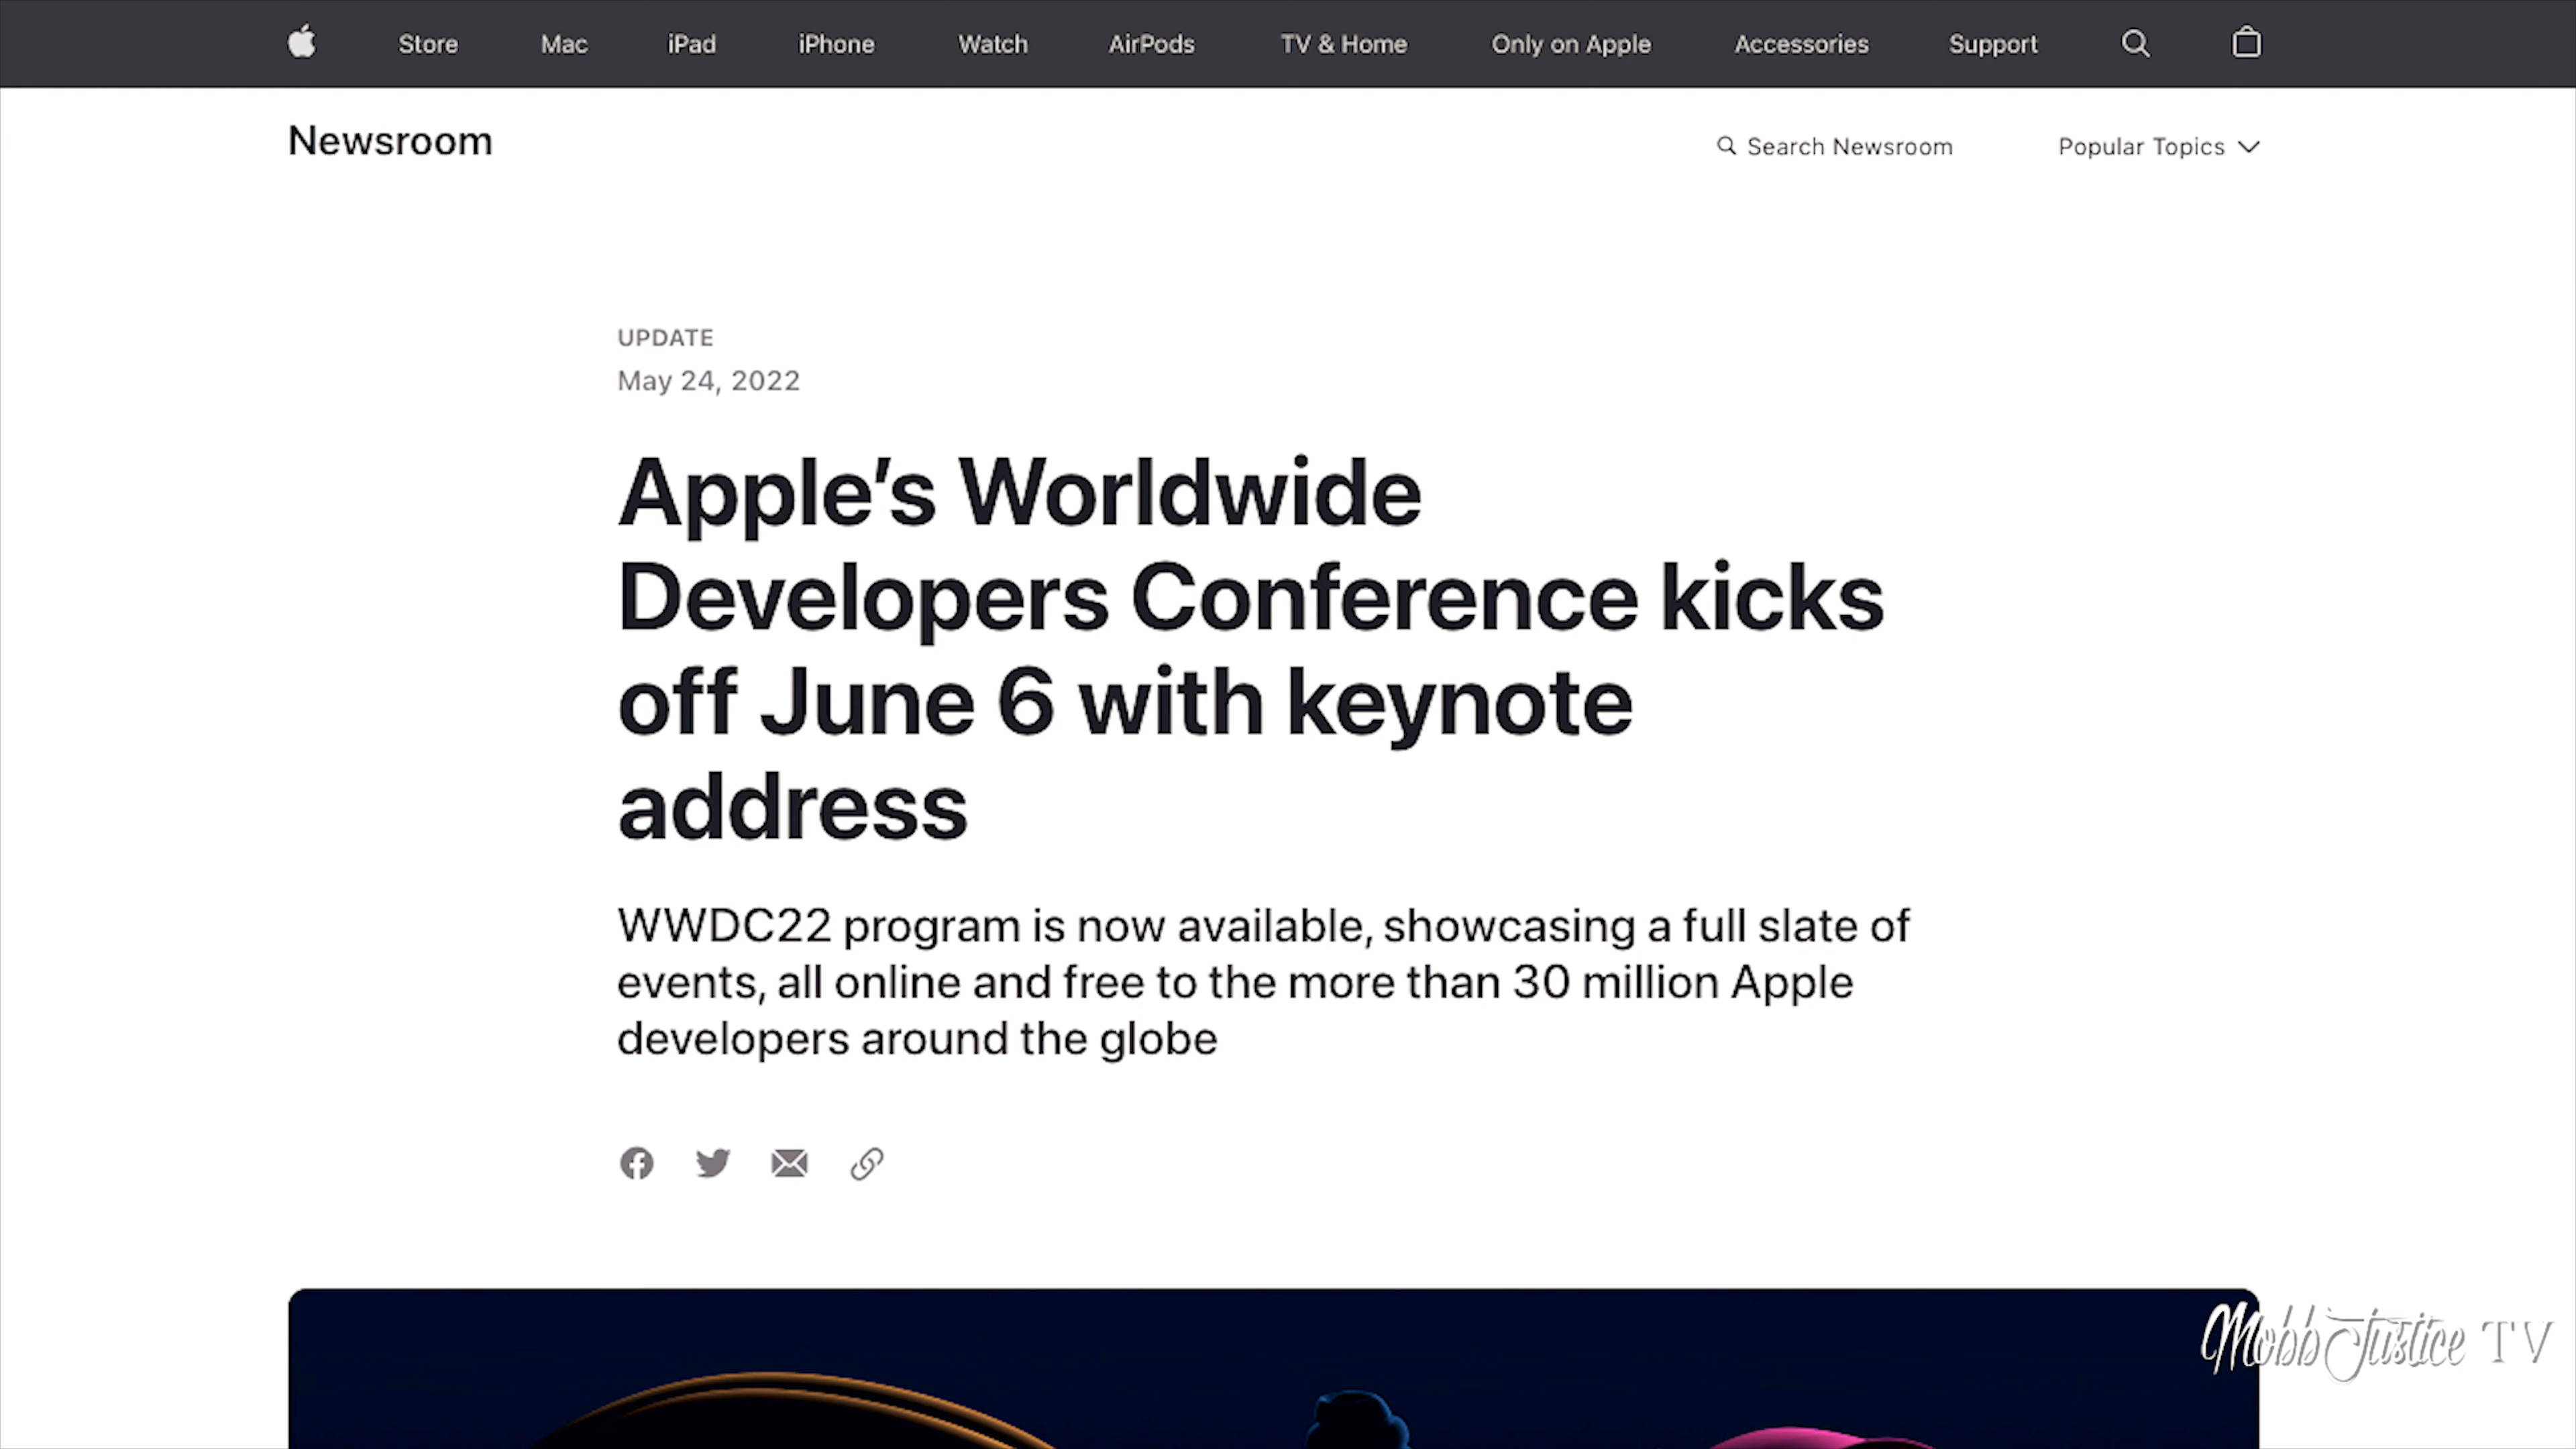 Store Mac iPad iPhone Watch AirPods TV & Home Only on Apple Accessories Support
Newsroom
Search Newsroom Popular Topics
UPDATE
May 24, 2022
Apple’s Worldwide
Developers Conference kicks
off June 6 with keynote
address
WWDC22 program is now available, showcasing a full slate of
events, all online and free to the more than 30 million Apple
developers around the globe
Mobb Justice TV